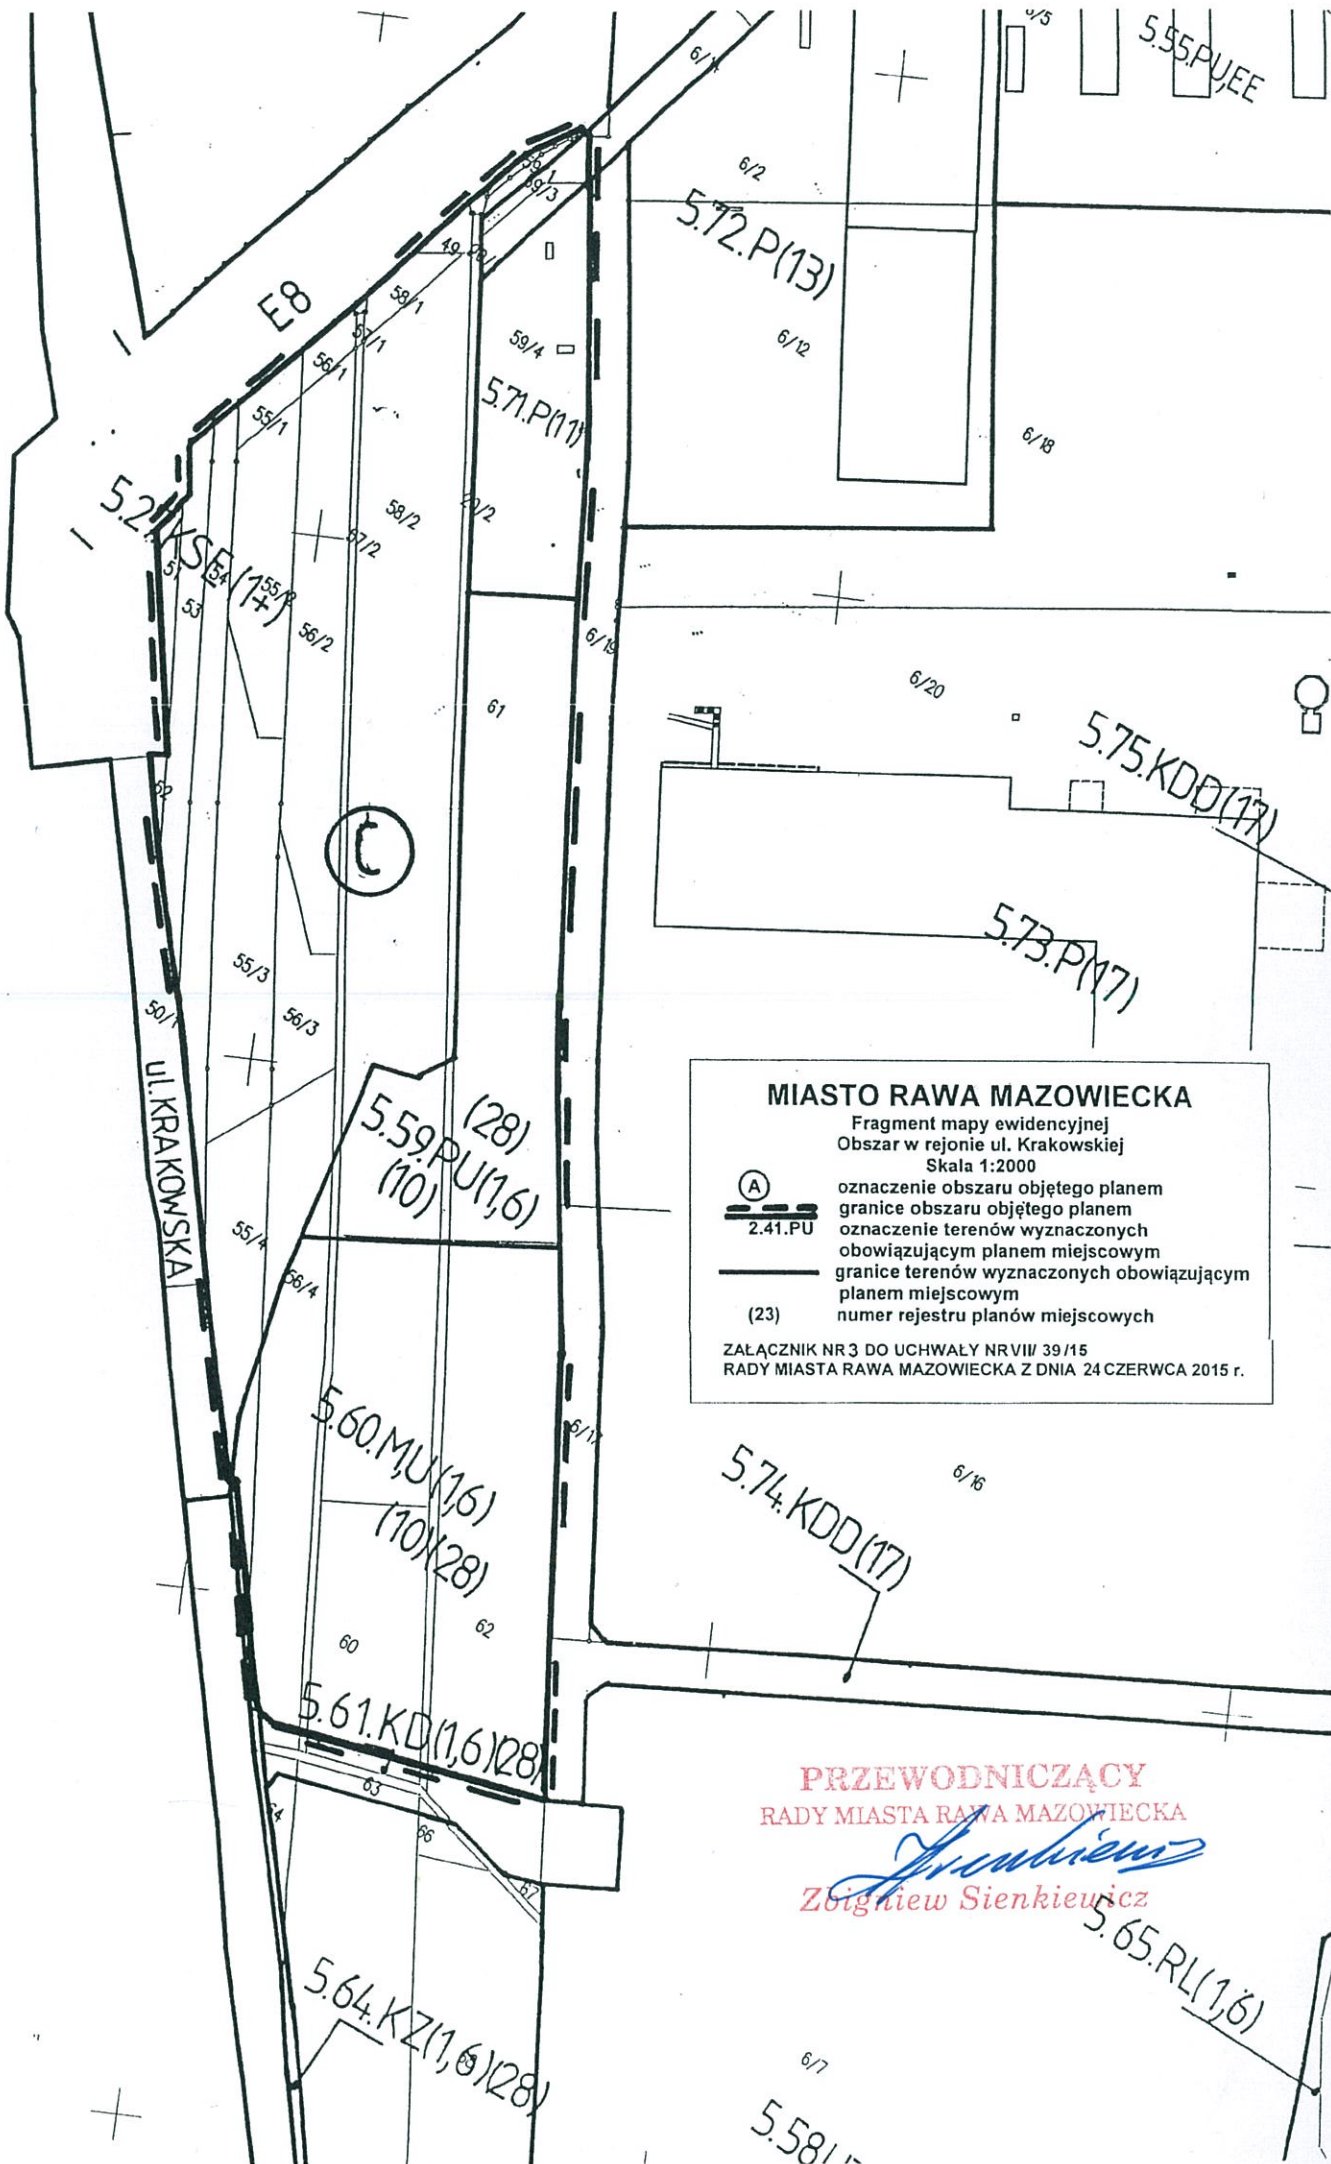 6/5
5.55.PU,EE
6/2
5.72.P(13)
59/3
49
E8
58/1
57/1
56/1
55/1
59/4
6/12
5.71.P(11)
6/18
58/2
57/2
51
54
53
56/2
6/19
61
6/20
5.75.KDD(17)
C
5.73.P(17)
55/3
50/1
56/3
ul.KRAKOWSKA
(28)
5.59.PU(1,6)
(10)
55/4
56/4
MIASTO RAWA MAZOWIECKA
Fragment mapy ewidencyjnej
Obszar w rejonie ul. Krakowskiej
Skala 1:2000
A oznaczenie obszaru objętego planem
granice obszaru objętego planem
2.41.PU oznaczenie terenów wyznaczonych
obowiązującym planem miejscowym
granice terenów wyznaczonych obowiązującym
planem miejscowym
(23) numer rejestru planów miejscowych
ZAŁĄCZNIK NR 3 DO UCHWAŁY NR VII/ 39/15
RADY MIASTA RAWA MAZOWIECKA Z DNIA 24 CZERWCA 2015 r.
5.60.M,U(1,6)
(10)(28)
6/17
6/16
5.74.KDD(17)
60
62
5.61.KD(1,6)(28)
63
66
67
PRZEWODNICZĄCY
RADY MIASTA RAWA MAZOWIECKA
Zbigniew Sienkiewicz
5.65.RL(1,6)
5.64.KZ(1,6)(28)
6/7